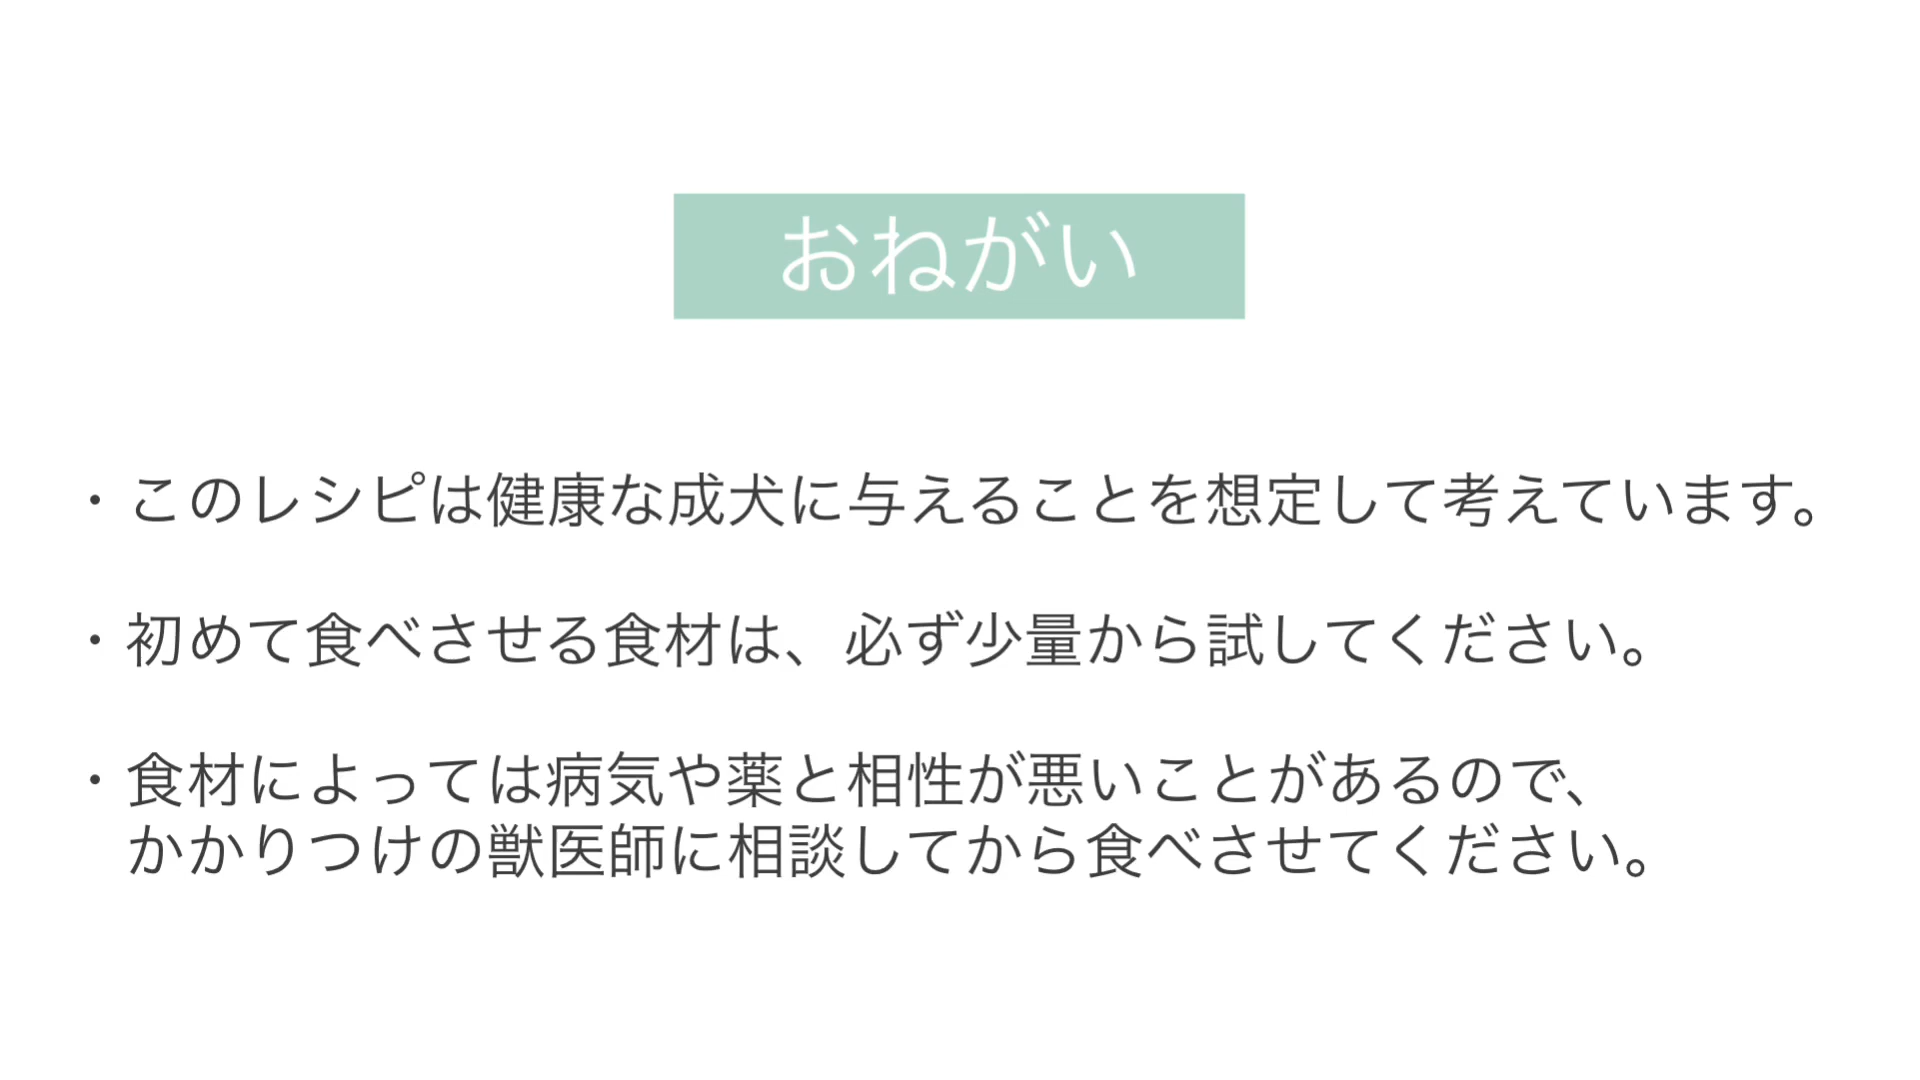 おねがい
・このレシピは健康な成犬に与えることを想定して考えています。
・初めて食べさせる食材は、必ず少量から試してください。
・食材によっては病気や薬と相性が悪いことがあるので、
かかりつけの獣医師に相談してから食べさせてください。